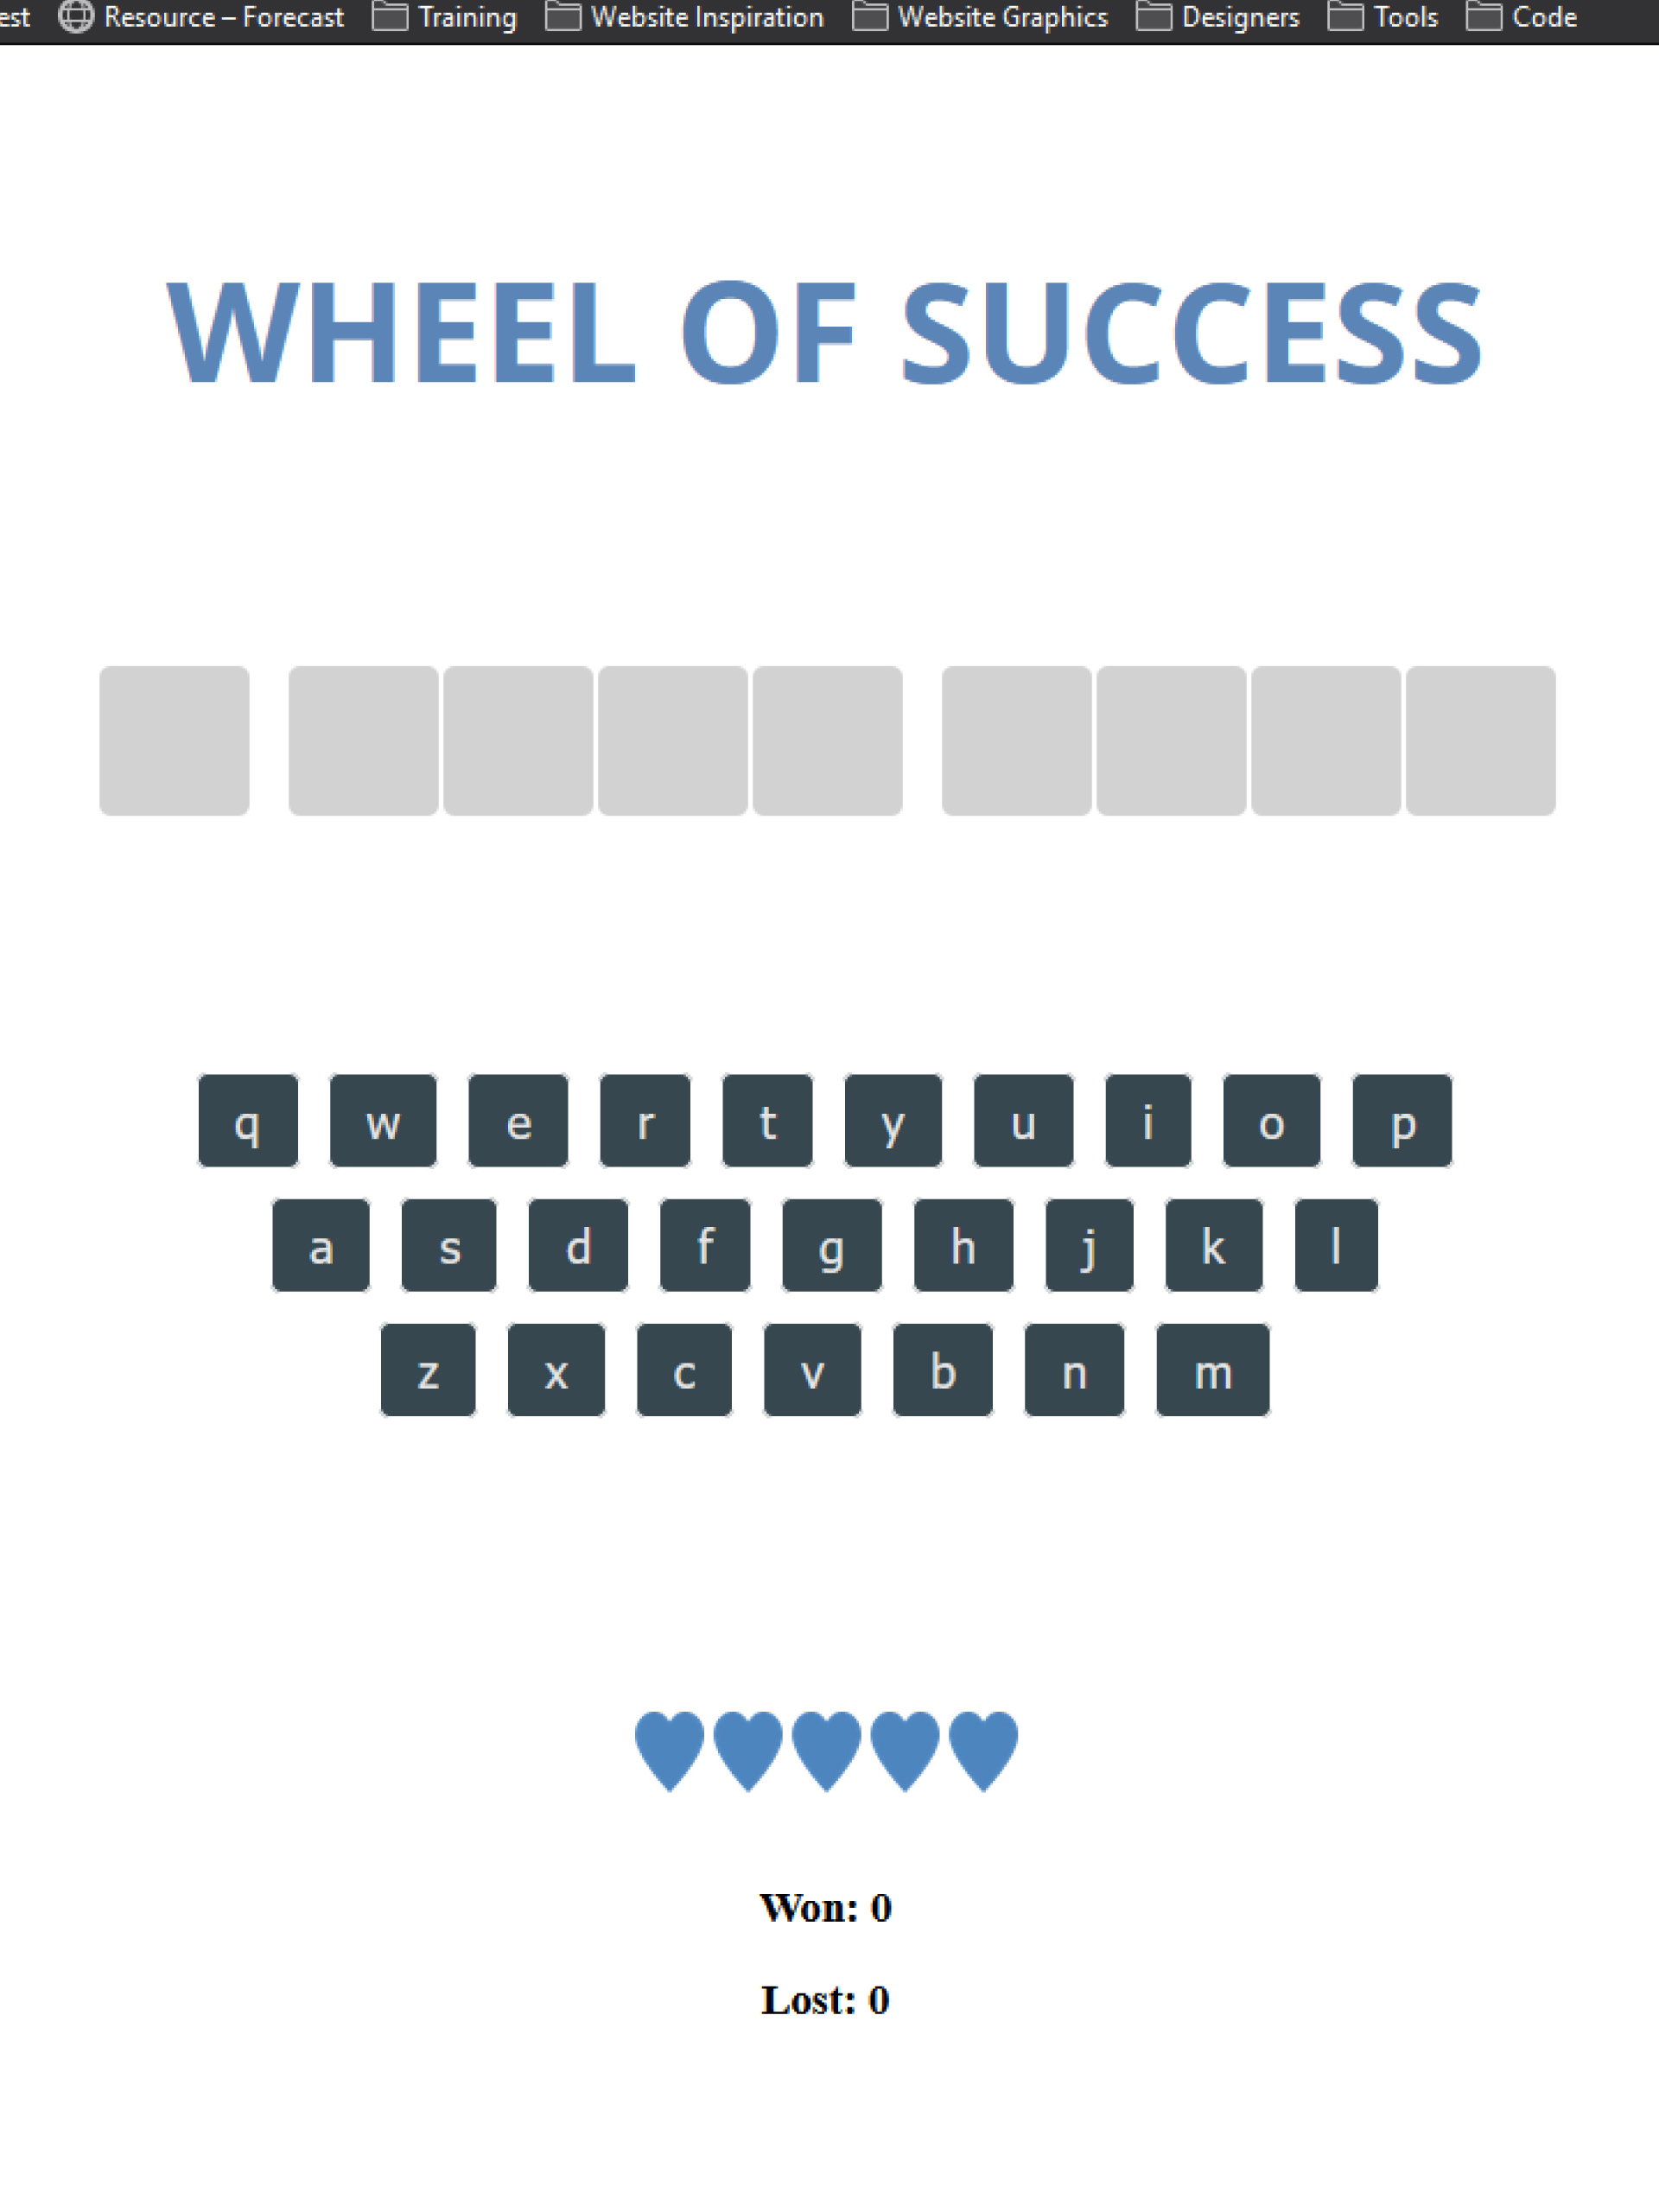 est Resource – Forecast Training Website Inspiration Website Graphics Designers Tools Code
WHEEL OF SUCCESS
q w e r t y u i o p
a s d f g h j k l
z x c v b n m
Won: 0
Lost: 0